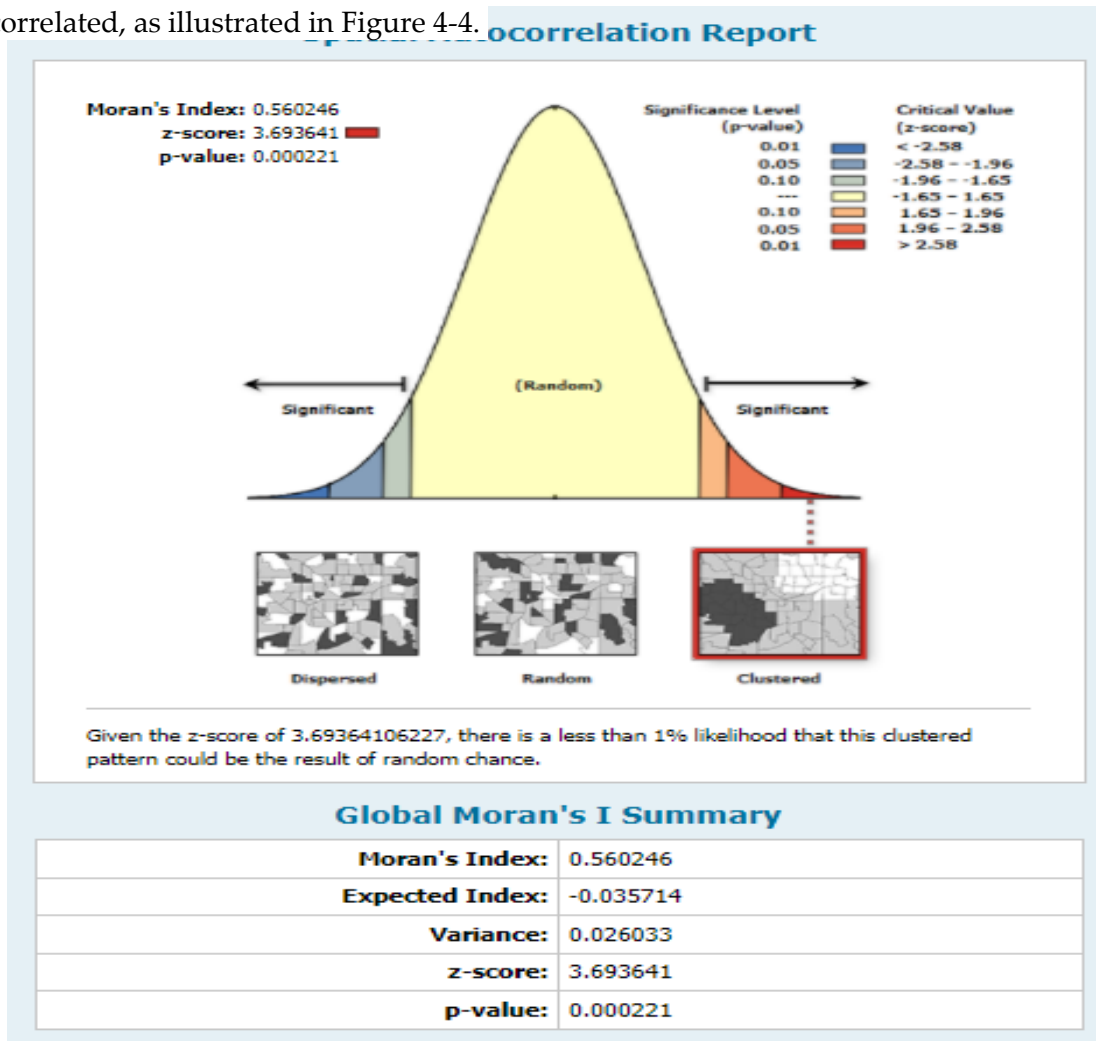 orrelated, as illustrated in Figure 4-4.
ocorrelation Report
Moran's Index: 0.560246
z-score: 3.693641
p-value: 0.000221
Significance Level
(p-value)
Critical Value
(z-score)
0.01 < -2.58
0.05 -2.58 - -1.96
0.10 -1.96 - -1.65
--- -1.65 - 1.65
0.10 1.65 - 1.96
0.05 1.96 - 2.58
0.01 > 2.58
(Random)
Significant
Significant
Dispersed
Random
Clustered
Given the z-score of 3.69364106227, there is a less than 1% likelihood that this clustered
pattern could be the result of random chance.
Global Moran's I Summary
Moran's Index: 0.560246
Expected Index: -0.035714
Variance: 0.026033
z-score: 3.693641
p-value: 0.000221